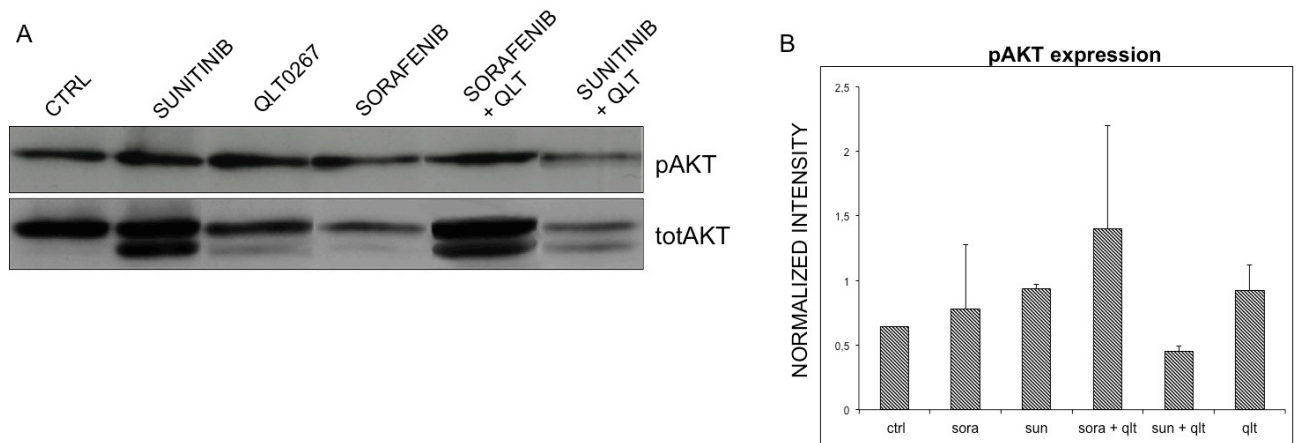 A
CTRL
SUNITINIB
QLT0267
SORAFENIB
SORAFENIB
+ QLT
SUNITINIB
+ QLT
pAKT
totAKT
B
pAKT expression
NORMALIZED INTENSITY
2,5
2
1,5
1
0,5
0
ctrl
sora
sun
sora + qlt
sun + qlt
qlt